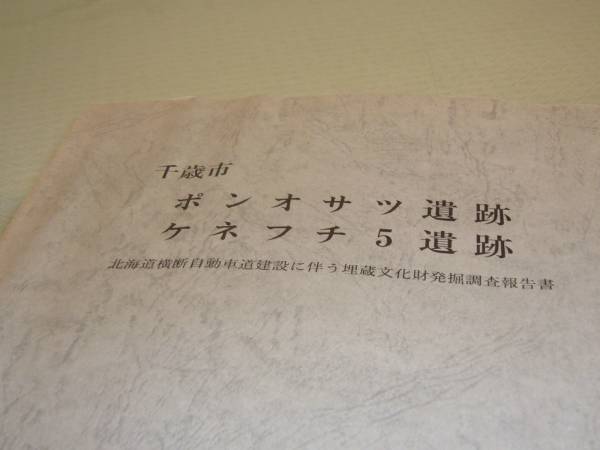 千歳市
ポンオサツ遺跡
ケネフチ5遺跡
北海道横断自動車道建設に伴う埋蔵文化財発掘調査報告書